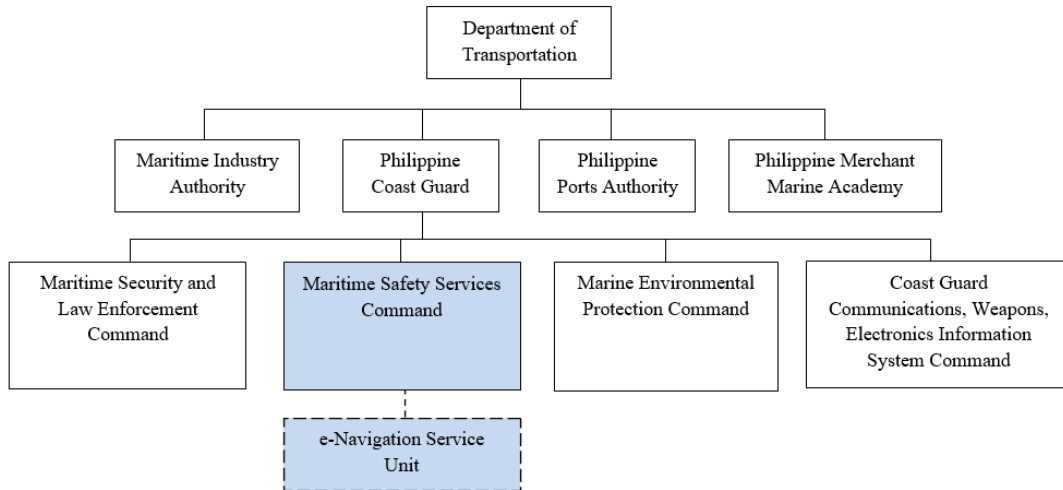 Department of
Transportation
Maritime Industry
Authority
Philippine
Coast Guard
Philippine
Ports Authority
Philippine Merchant
Marine Academy
Maritime Security and
Law Enforcement
Command
Maritime Safety Services
Command
Marine Environmental
Protection Command
Coast Guard
Communications, Weapons,
Electronics Information
System Command
e-Navigation Service
Unit